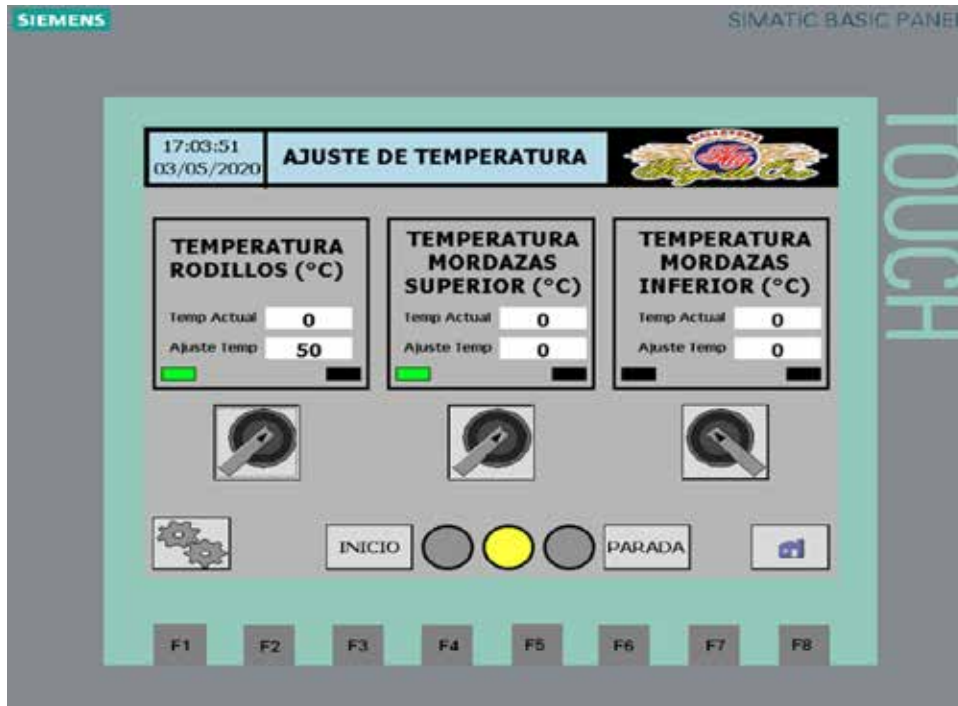 SIEMENS
SIMATIC BASIC PANEL
TOUCH
17:03:51
03/05/2020
AJUSTE DE TEMPERATURA
TEMPERATURA
RODILLOS (°C)
Temp Actual 0
Ajuste Temp 50
TEMPERATURA
MORDAZAS
SUPERIOR (°C)
Temp Actual 0
Ajuste Temp 0
TEMPERATURA
MORDAZAS
INFERIOR (°C)
Temp Actual 0
Ajuste Temp 0
INICIO
PARADA
F1 F2 F3 F4 F5 F6 F7 F8